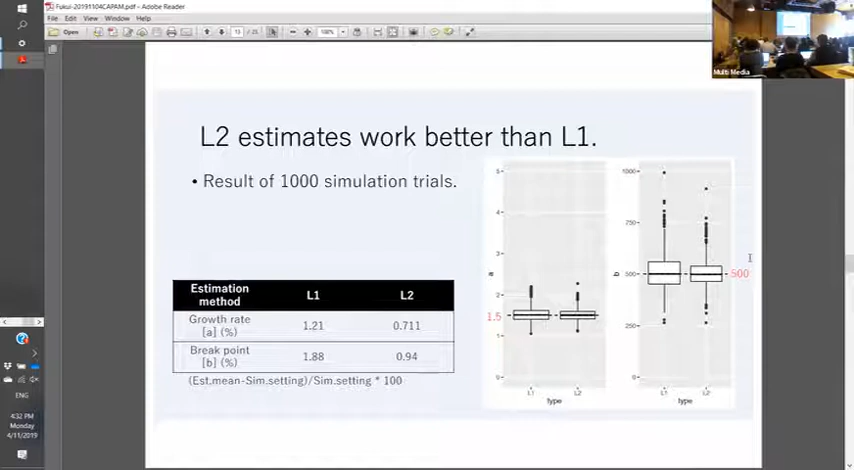 Fukui-20191104CAPAM.pdf - Adobe Reader
File Edit View Window Help
Open
100%
Multi Media
L2 estimates work better than L1.
• Result of 1000 simulation trials.
Estimation method L1 L2
Growth rate [a] (%) 1.21 0.711
Break point [b] (%) 1.88 0.94
(Est.mean-Sim.setting)/Sim.setting * 100
5
4
3
2
1
0
a
1.5
L1 L2
type
1000
750
500
250
0
b
500
L1 L2
type
ENG
4:32 PM
Monday
4/11/2019